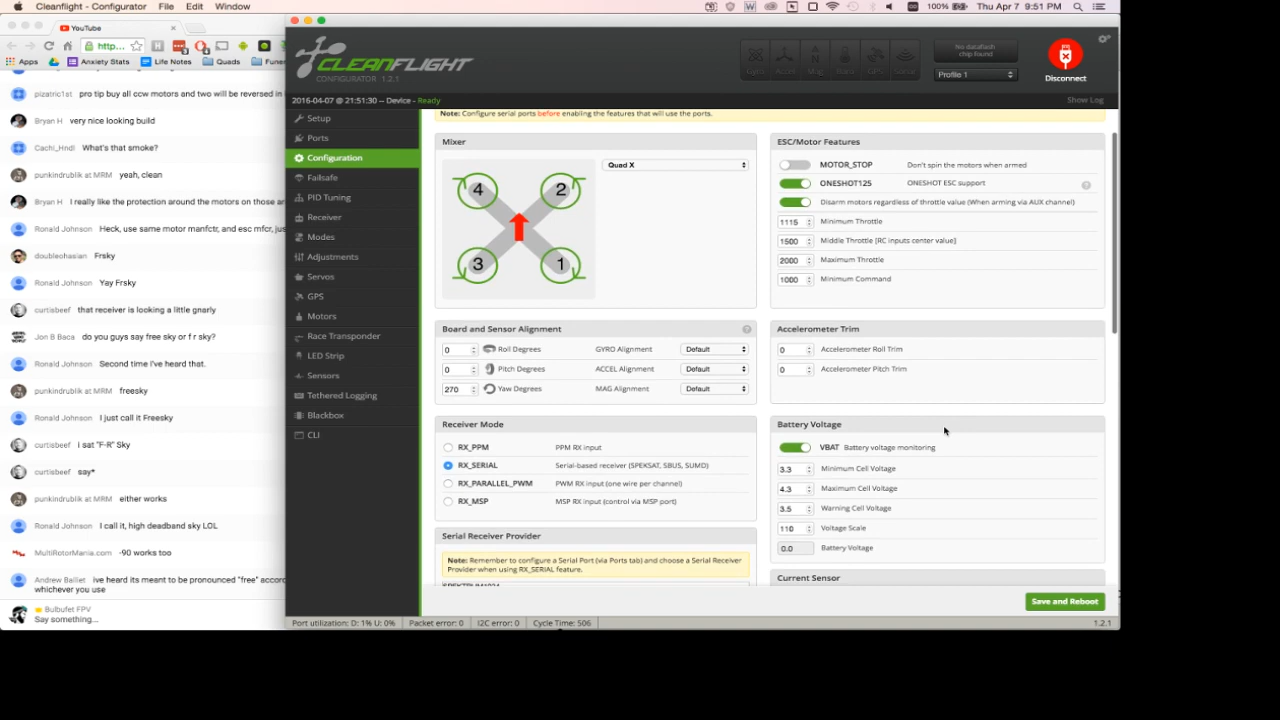 Cleanflight - Configurator File Edit Window
100% Thu Apr 7 9:51 PM
YouTube
http...
Apps Anxiety Stats Life Notes Quads Funer
pizatric1at pro tip buy all ccw motors and two will be reversed in
Bryan H very nice looking build
Cachi_Hndl What's that smoke?
punkindrublik at MRM yeah, clean
Bryan H I really like the protection around the motors on those ar
Ronald Johnson Heck, use same motor manfctr, and esc mfcr, jus
doubleohasian Frsky
Ronald Johnson Yay Frsky
curtisbeef that receiver is looking a little gnarly
Jon B Baca do you guys say free sky or f r sky?
Ronald Johnson Second time I've heard that.
punkindrublik at MRM freesky
Ronald Johnson I just call it Freesky
curtisbeef i sat "F-R" Sky
curtisbeef say*
punkindrublik at MRM either works
Ronald Johnson I call it, high deadband sky LOL
MultiRotorMania.com -90 works too
Andrew Baillet ive heard its meant to be pronounced "free" accor
whichever you use
Bulbufet FPV
Say something...
CLEANFLIGHT
CONFIGURATOR 1.2.1
No dataflash
chip found
Profile 1
Disconnect
2016-04-07 @ 21:51:30 -- Device - Ready
Show Log
Setup
Ports
Configuration
Failsafe
PID Tuning
Receiver
Modes
Adjustments
Servos
GPS
Motors
Race Transponder
LED Strip
Sensors
Tethered Logging
Blackbox
CLI
Note: Configure serial ports before enabling the features that will use the ports.
Mixer
Quad X
4 2
3 1
ESC/Motor Features
MOTOR_STOP Don't spin the motors when armed
ONESHOT125 ONESHOT ESC support
Disarm motors regardless of throttle value (When arming via AUX channel)
1115 Minimum Throttle
1500 Middle Throttle [RC inputs center value]
2000 Maximum Throttle
1000 Minimum Command
Board and Sensor Alignment
0 Roll Degrees GYRO Alignment Default
0 Pitch Degrees ACCEL Alignment Default
270 Yaw Degrees MAG Alignment Default
Accelerometer Trim
0 Accelerometer Roll Trim
0 Accelerometer Pitch Trim
Receiver Mode
RX_PPM PPM RX input
RX_SERIAL Serial-based receiver (SPEKSAT, SBUS, SUMD)
RX_PARALLEL_PWM PWM RX input (one wire per channel)
RX_MSP MSP RX input (control via MSP port)
Battery Voltage
VBAT Battery voltage monitoring
3.3 Minimum Cell Voltage
4.3 Maximum Cell Voltage
3.5 Warning Cell Voltage
110 Voltage Scale
0.0 Battery Voltage
Serial Receiver Provider
Note: Remember to configure a Serial Port (via Ports tab) and choose a Serial Receiver
Provider when using RX_SERIAL feature.
Current Sensor
Save and Reboot
Port utilization: D: 1% U: 0% Packet error: 0 I2C error: 0 Cycle Time: 506 1.2.1